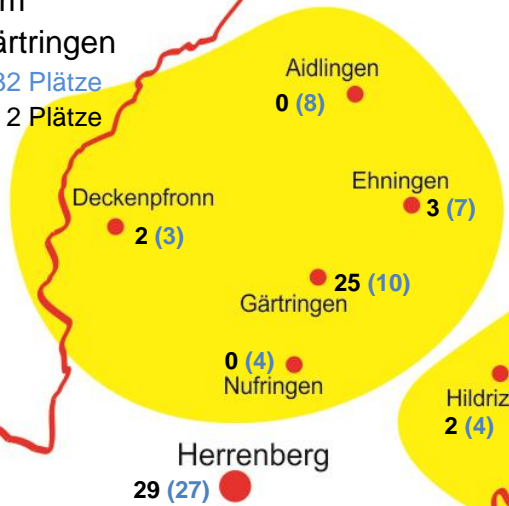 ärtringen
32 Plätze
2 Plätze
Aidlingen
0 (8)
Ehningen
3 (7)
Deckenpfronn
2 (3)
25 (10)
Gärtringen
0 (4)
Nufringen
Hildriz
2 (4)
Herrenberg
29 (27)